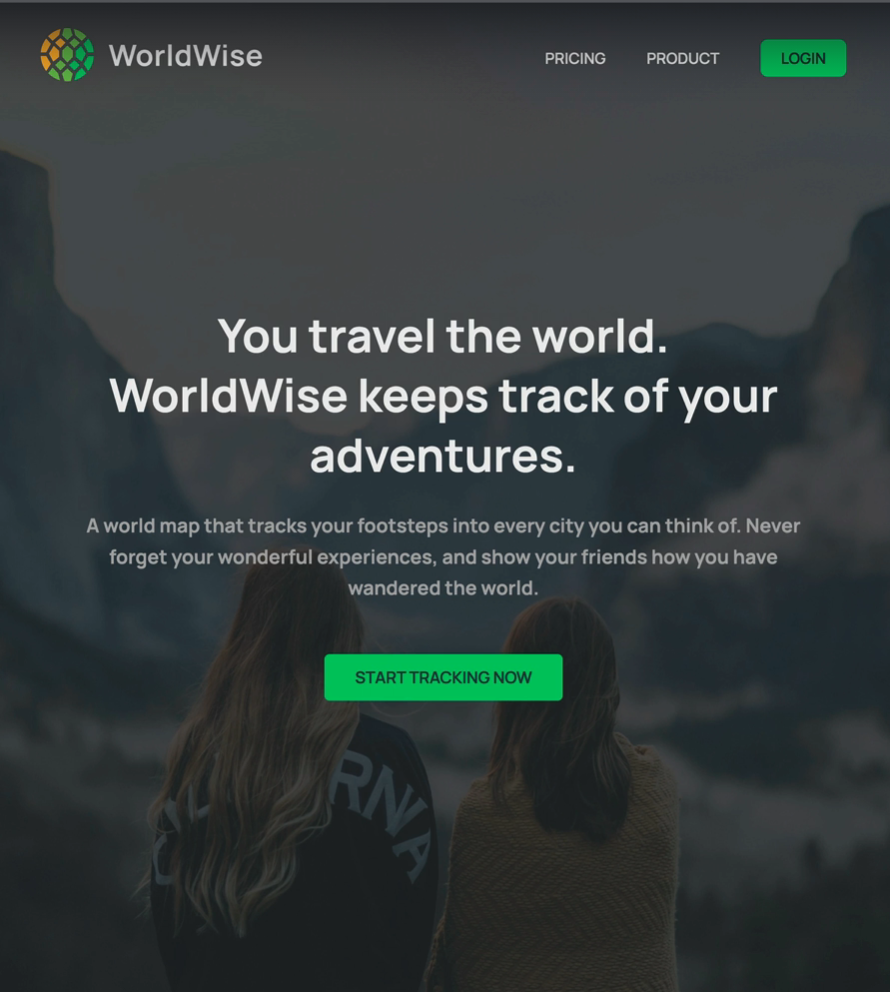 WorldWise
PRICING
PRODUCT
LOGIN
You travel the world.
WorldWise keeps track of your
adventures.
A world map that tracks your footsteps into every city you can think of. Never
forget your wonderful experiences, and show your friends how you have
wandered the world.
START TRACKING NOW
RNIA